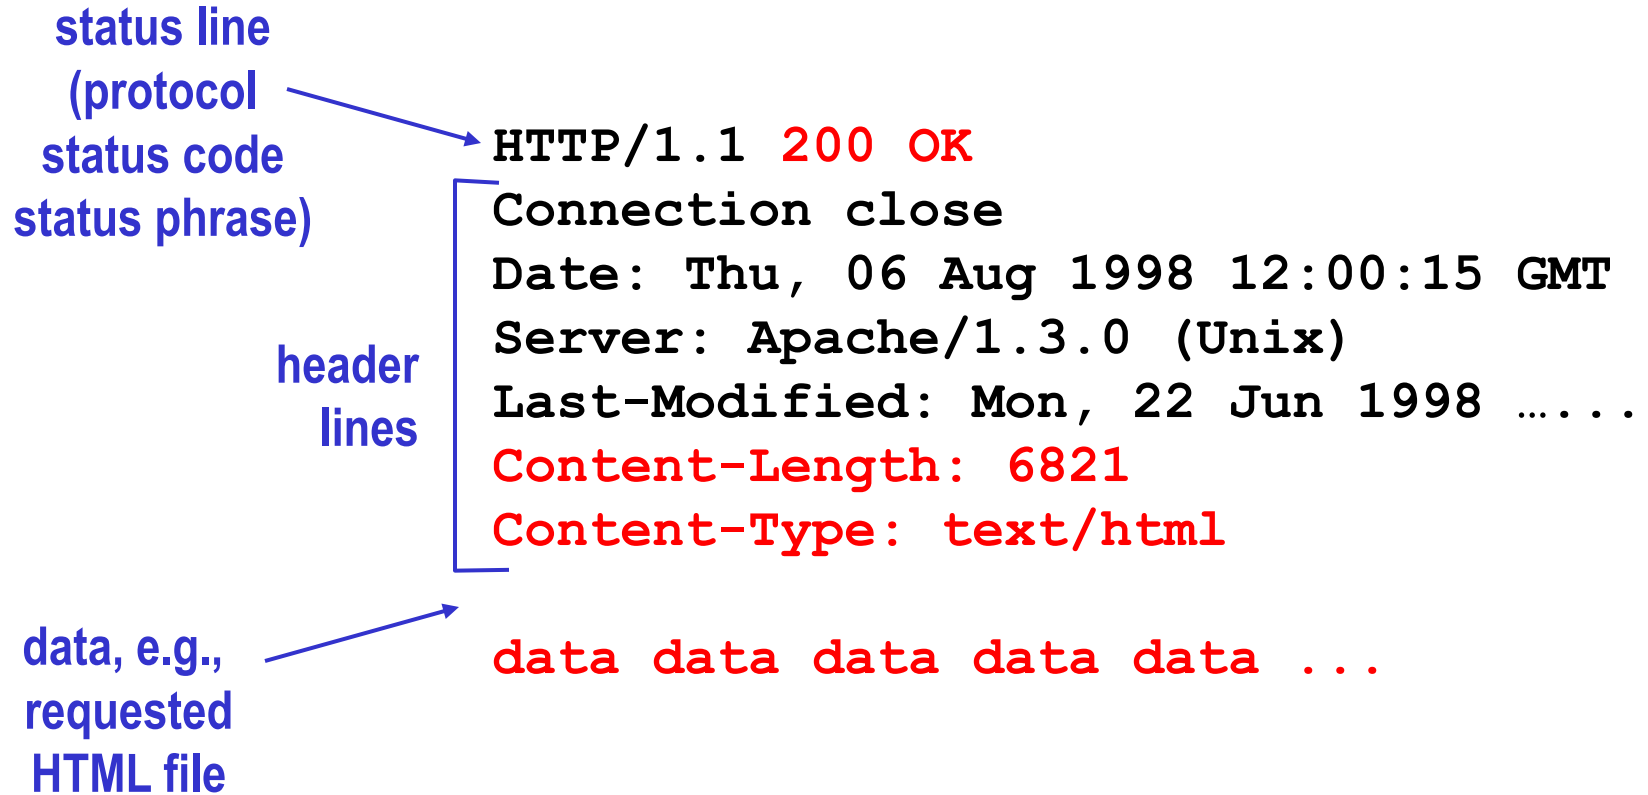 status line
(protocol
status code
status phrase)
HTTP/1.1 200 OK
Connection close
Date: Thu, 06 Aug 1998 12:00:15 GMT
Server: Apache/1.3.0 (Unix)
Last-Modified: Mon, 22 Jun 1998 …...
Content-Length: 6821
Content-Type: text/html
header
lines
data data data data data ...
data, e.g.,
requested
HTML file